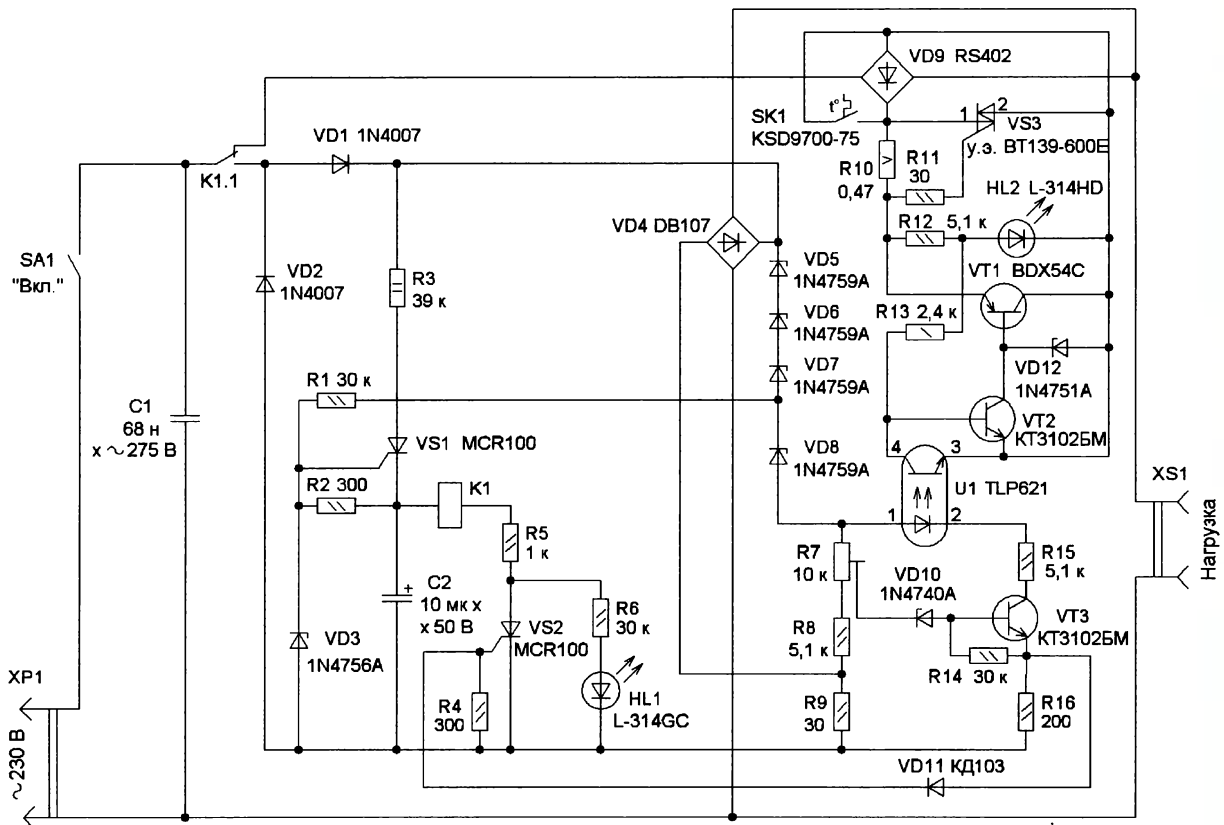 VD9 RS402
t°
SK1
KSD9700-75
1
2
VS3
у.э. BT139-600E
VD1 1N4007
K1.1
R10
0,47
R11
30
HL2 L-314HD
R12 5,1 к
VD4 DB107
SA1
"Вкл."
VD2
1N4007
R3
39 к
VD5
1N4759A
VT1 BDX54C
VD6
1N4759A
R13 2,4 к
VD7
1N4759A
VD12
1N4751A
R1 30 к
C1
68 н
х ~275 В
VS1 MCR100
VT2
КТ3102БМ
VD8
1N4759A
4
3
U1 TLP621
XS1
R2 300
K1
1
2
R5
1 к
R7
10 к
R15
5,1 к
Нагрузка
C2
10 мк х
х 50 В
+
VD10
1N4740A
R6
30 к
VT3
КТ3102БМ
VD3
1N4756A
VS2
MCR100
R8
5,1 к
R14 30 к
XP1
R4
300
HL1
L-314GC
R9
30
R16
200
~230 В
VD11 КД103